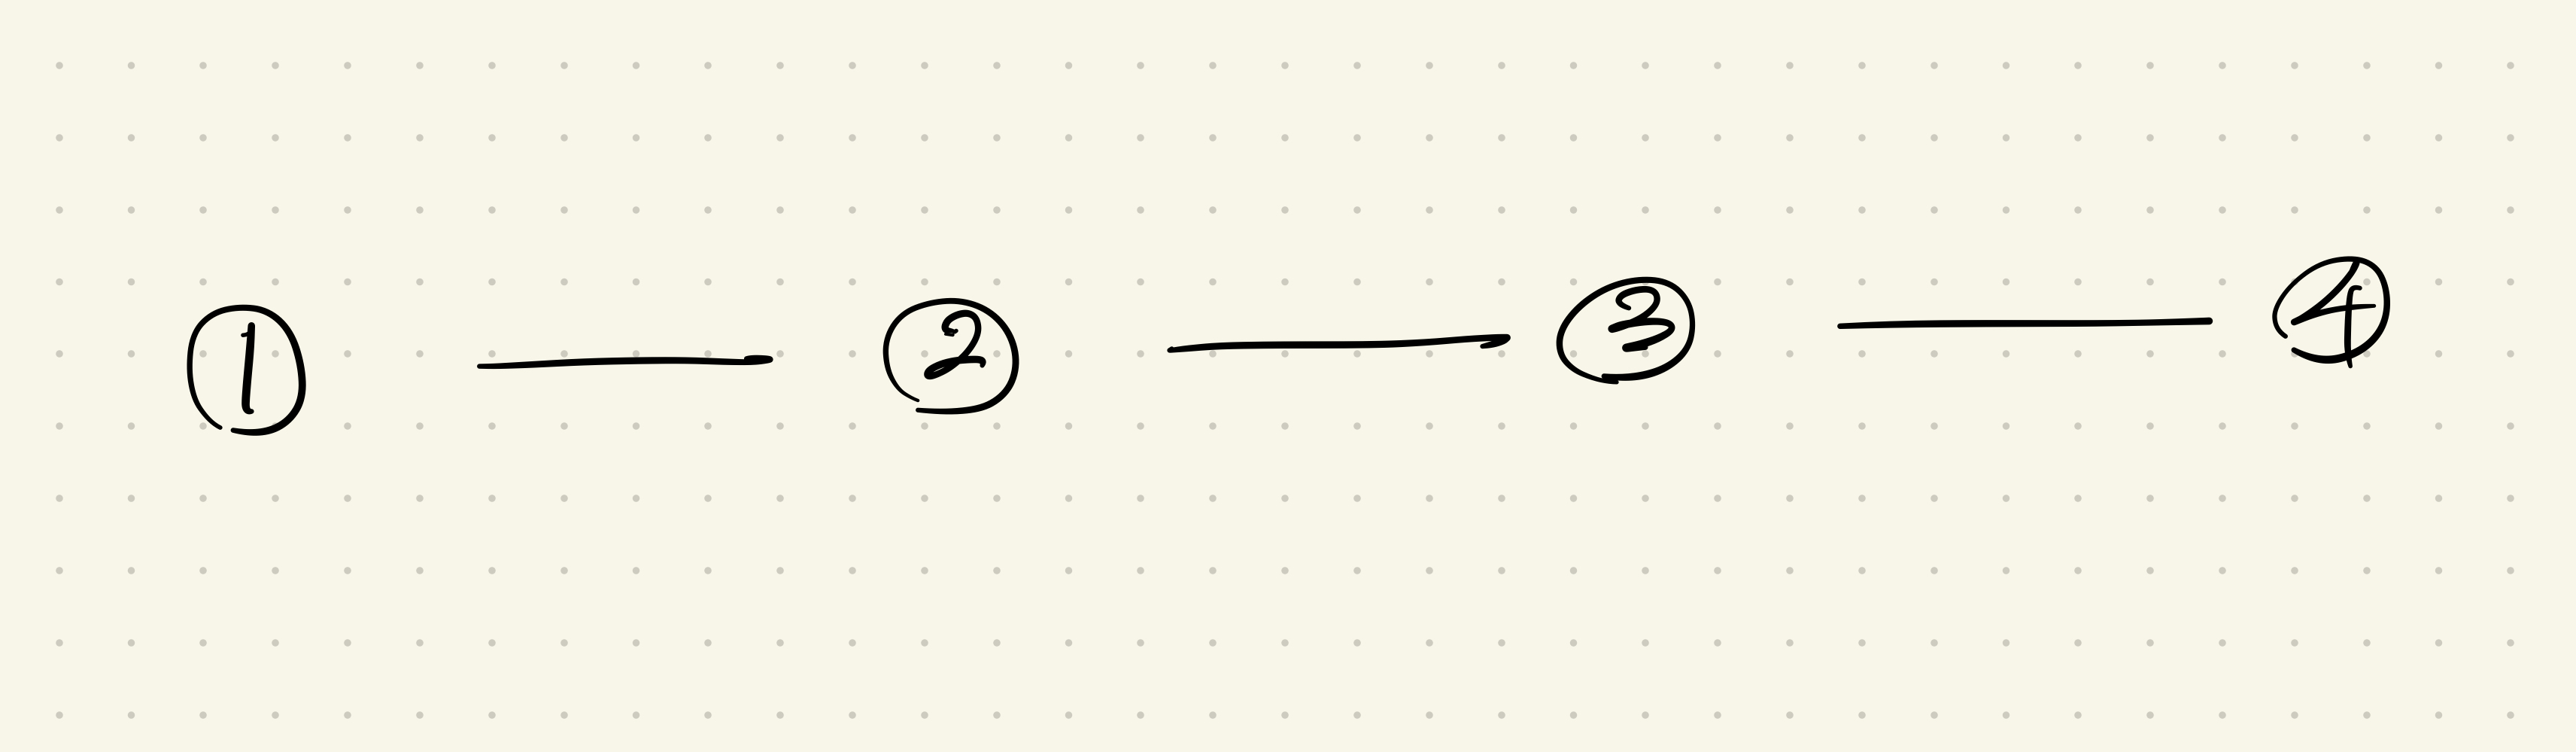 ① — ② — ③ — ④